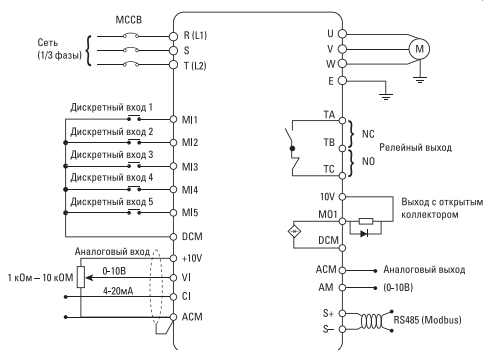 MCCB
Сеть
(1/3 фазы)
R (L1)
S
T (L2)
Дискретный вход 1
MI1
Дискретный вход 2
MI2
Дискретный вход 3
MI3
Дискретный вход 4
MI4
Дискретный вход 5
MI5
DCM
Аналоговый вход
+10V
1 кОм – 10 кОМ
0-10В
VI
4-20мА
CI
ACM
U
V
W
M
E
TA
NC
TB
Релейный выход
NO
TC
10V
Выход с открытым
коллектором
MO1
DCM
ACM
Аналоговый выход
AM
(0-10В)
S+
RS485 (Modbus)
S–